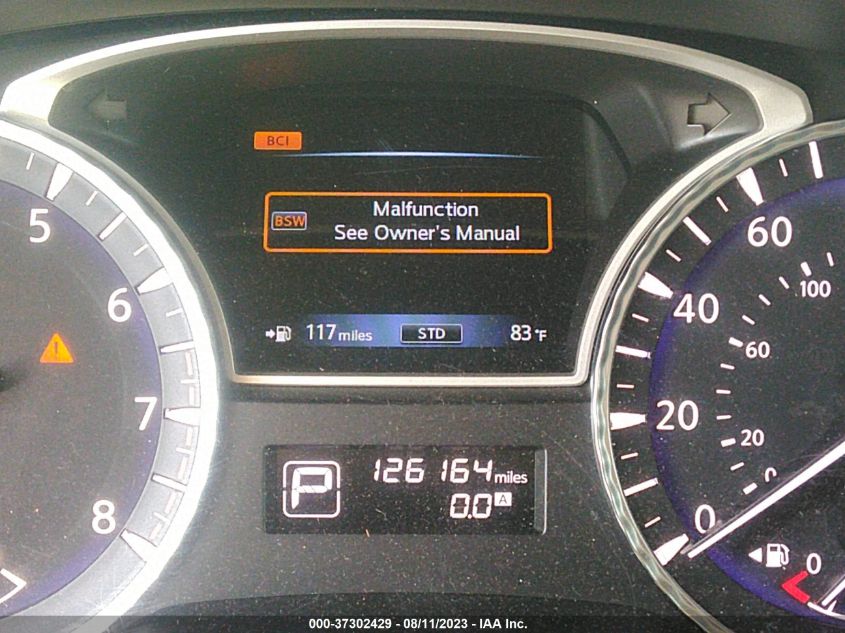 BCI
Malfunction
BSW
See Owner's Manual
117 miles STD 83 °F
5
6
7
8
60
40
20
0
100
60
20
0
P
126164 miles
0.0 A
0
000-37302429 - 08/11/2023 - IAA Inc.